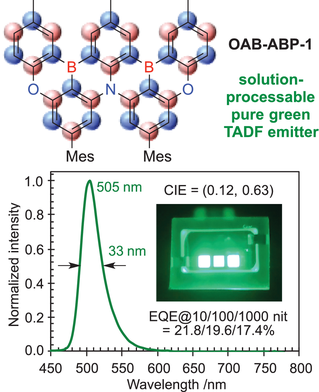 OAB-ABP-1
B
B
O
N
O
solution-
processable
pure green
TADF emitter
Mes
Mes
1.0
0.8
0.6
0.4
0.2
0.0
Normalized intensity
505 nm
33 nm
CIE = (0.12, 0.63)
EQE@10/100/1000 nit
= 21.8/19.6/17.4%
450
500
550
600
650
700
750
800
Wavelength /nm